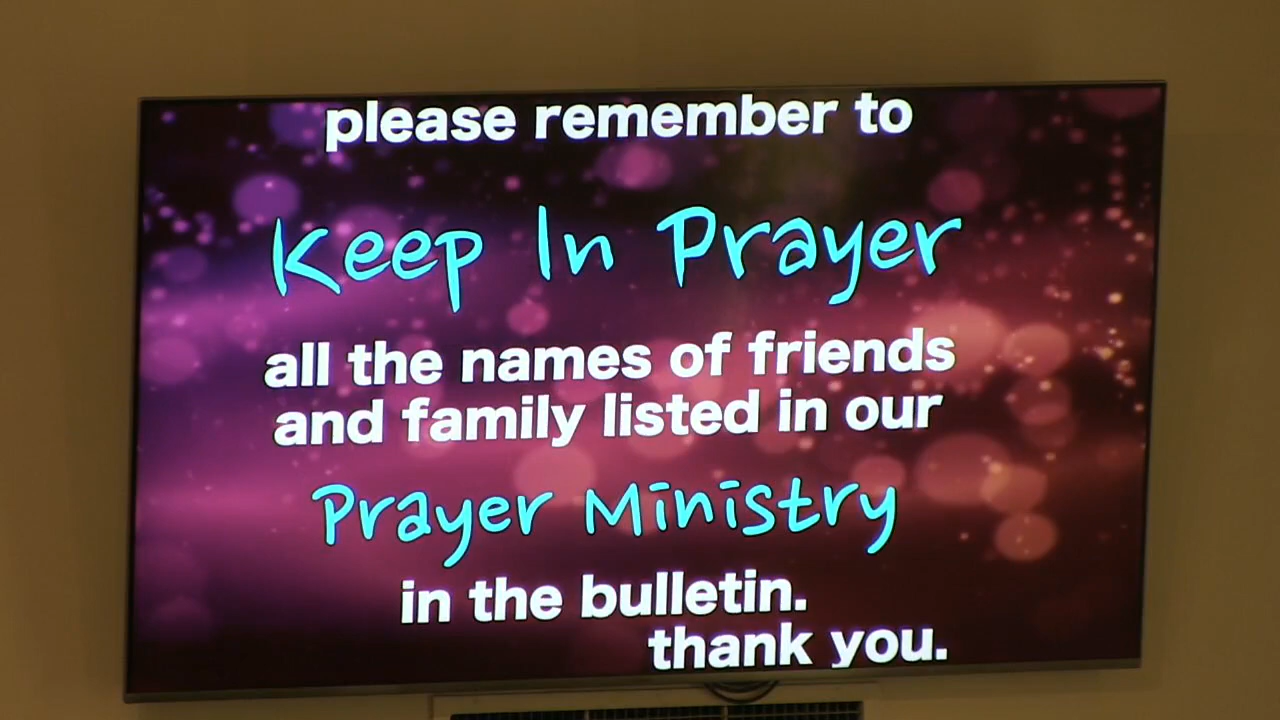 please remember to
Keep In Prayer
all the names of friends
and family listed in our
Prayer Ministry
in the bulletin.
thank you.